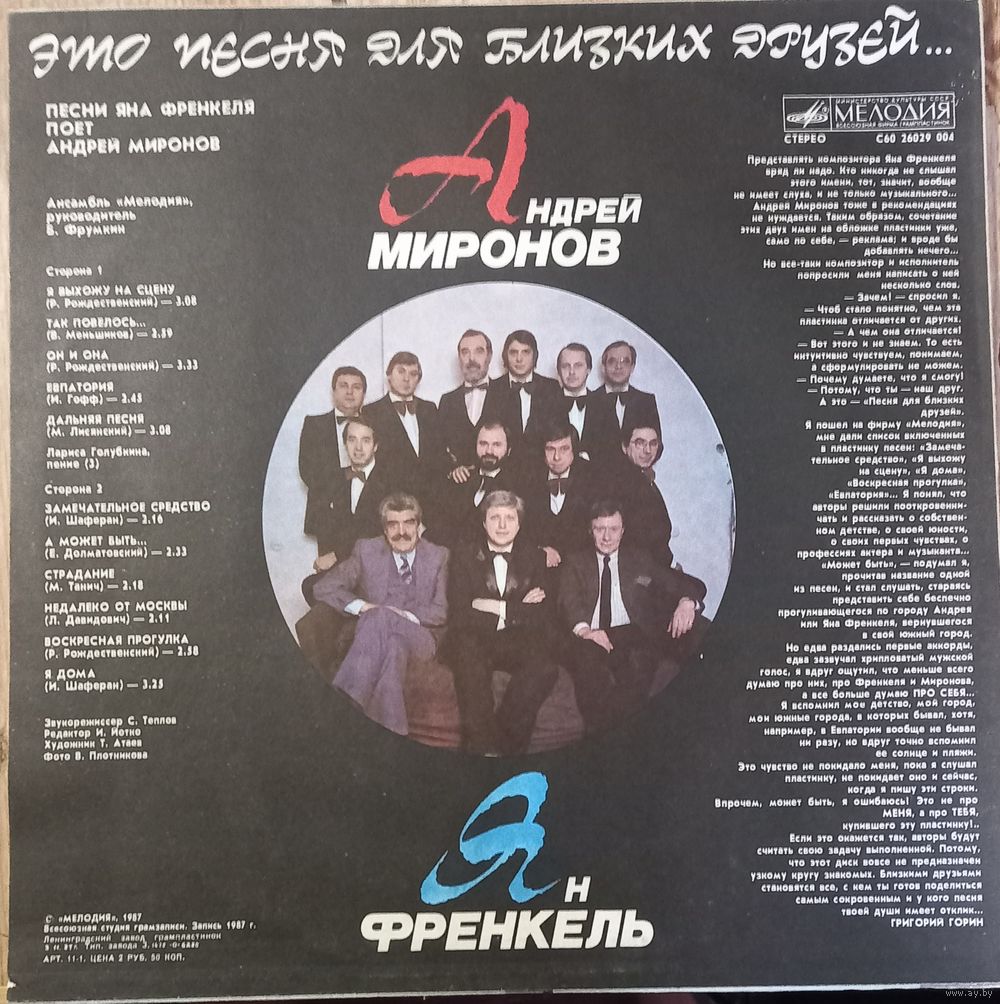 ЭТО ПЕСНЯ ДЛЯ БЛИЗКИХ ДРУЗЕЙ...
ПЕСНИ ЯНА ФРЕНКЕЛЯ
ПОЕТ
АНДРЕЙ МИРОНОВ
Ансамбль «Мелодия»,
руководитель
Б. Фрумкин
Сторона 1
Я ВЫХОЖУ НА СЦЕНУ
(Р. Рождественский) — 3.08
ТАК ПОВЕЛОСЬ...
(В. Меньшиков) — 2.59
ОН И ОНА
(Р. Рождественский) — 3.33
ЕВПАТОРИЯ
(И. Гофф) — 2.45
ДАЛЬНЯЯ ПЕСНЯ
(М. Лисянский) — 3.08
Лариса Голубкина,
пение (3)
Сторона 2
ЗАМЕЧАТЕЛЬНОЕ СРЕДСТВО
(И. Шаферан) — 2.16
А МОЖЕТ БЫТЬ...
(Е. Долматовский) — 2.33
СТРАДАНИЕ
(М. Танич) — 2.18
НЕДАЛЕКО ОТ МОСКВЫ
(Л. Давидович) — 2.11
ВОСКРЕСНАЯ ПРОГУЛКА
(Р. Рождественский) — 2.58
Я ДОМА
(И. Шаферан) — 3.25
Звукорежиссер С. Теплов
Редактор И. Йотко
Художник Т. Атаев
Фото В. Плотникова
© «МЕЛОДИЯ», 1987
Всесоюзная студия грамзаписи. Запись 1987 г.
Ленинградский завод грампластинок
АРТ. 11-1. ЦЕНА 2 РУБ. 50 КОП.
АНДРЕЙ
МИРОНОВ
ЯН
ФРЕНКЕЛЬ
МИНИСТЕРСТВО КУЛЬТУРЫ СССР
МЕЛОДИЯ
ВСЕСОЮЗНАЯ ФИРМА ГРАМПЛАСТИНОК
СТЕРЕО С60 26029 004
Представлять композитора Яна Френкеля
вряд ли надо. Кто никогда не слышал
этого имени, тот, значит, вообще
не имеет слуха, и не только музыкального...
Андрей Миронов тоже в рекомендациях
не нуждается. Таким образом, сочетание
этих двух имен на обложке пластинки уже,
само по себе, — реклама; и вроде бы
добавлять нечего...
Но все-таки композитор и исполнитель
попросили меня написать о ней
несколько слов.
— Зачем? — спросил я.
— Чтоб стало понятно, чем эта
пластинка отличается от других.
— А чем она отличается?
— Вот этого и не знаем. То есть
интуитивно чувствуем, понимаем,
а сформулировать не можем.
— Почему думаете, что я смогу?
— Потому, что ты — наш друг.
А это — «Песня для близких
друзей».
Я пошел на фирму «Мелодия»,
мне дали список включенных
в пластинку песен: «Замеча-
тельное средство», «Я выхожу
на сцену», «Я дома»,
«Воскресная прогулка»,
«Евпатория»... Я понял, что
авторы решили пооткровенни-
чать и рассказать о собствен-
ном детстве, о своей юности,
о своих первых чувствах, о
профессиях актера и музыканта...
«Может быть», — подумал я,
прочитав название одной
из песен, и стал слушать, стараясь
представить себе беспечно
прогуливающегося по городу Андрея
или Яна Френкеля, вернувшегося
в свой южный город.
Но едва раздались первые аккорды,
едва зазвучал хрипловатый мужской
голос, я вдруг ощутил, что меньше всего
думаю про них, про Френкеля и Миронова,
а все больше думаю ПРО СЕБЯ...
Я вспомнил мое детство, мой город,
мои южные города, в которых бывал, хотя,
например, в Евпатории вообще не бывал
ни разу, но вдруг точно вспомнил
ее солнце и пляжи.
Это чувство не покидало меня, пока я слушал
пластинку, не покидает оно и сейчас,
когда я пишу эти строки.
Впрочем, может быть, я ошибаюсь! Это не про
МЕНЯ, а про ТЕБЯ,
купившего эту пластинку!..
Если это окажется так, авторы будут
считать свою задачу выполненной. Потому,
что этот диск вовсе не предназначен
узкому кругу знакомых. Близкими друзьями
становятся все, с кем ты готов поделиться
самым сокровенным и у кого песня
твоей души имеет отклик...
ГРИГОРИЙ ГОРИН
www.ay.by